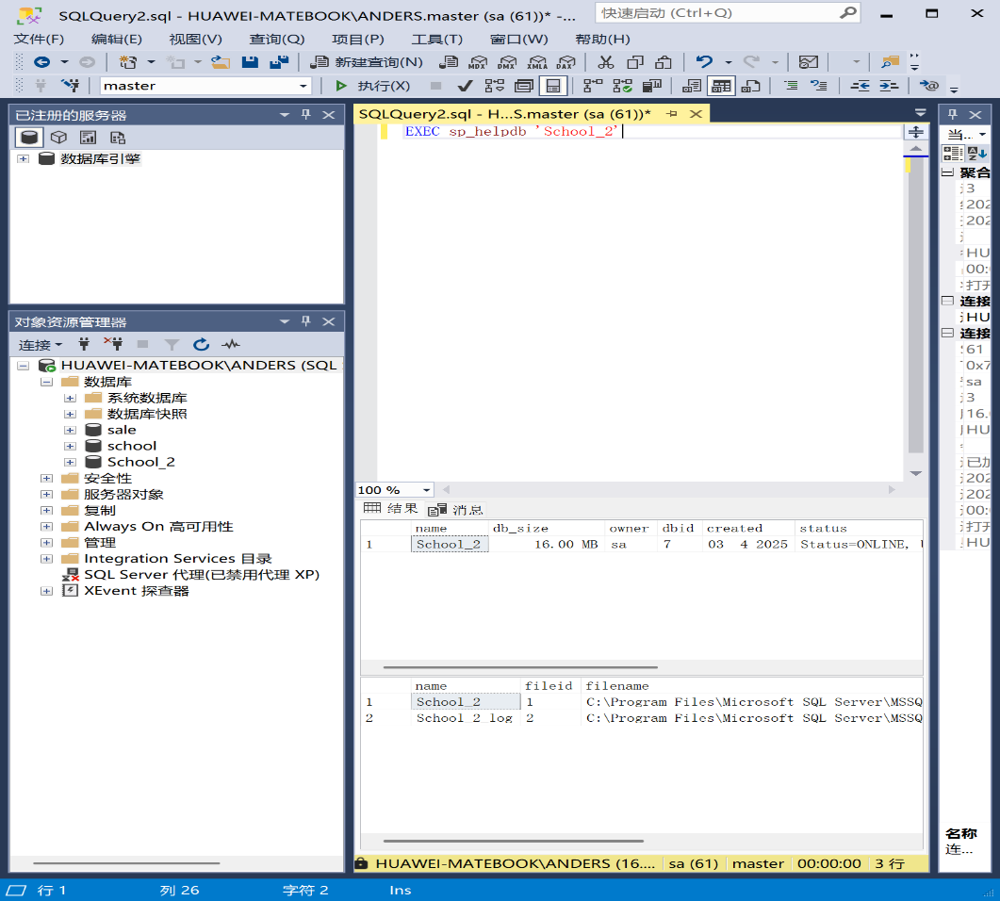 SQLQuery2.sql - HUAWEI-MATEBOOK\ANDERS.master (sa (61))* -...
快速启动 (Ctrl+Q)
文件(F) 编辑(E) 视图(V) 查询(Q) 项目(P) 工具(T) 窗口(W) 帮助(H)
新建查询(N) MDX DMX XMLA DAX
master 执行(X)
已注册的服务器
数据库引擎
对象资源管理器
连接
HUAWEI-MATEBOOK\ANDERS (SQL
数据库
系统数据库
数据库快照
sale
school
School_2
安全性
服务器对象
复制
Always On 高可用性
管理
Integration Services 目录
SQL Server 代理(已禁用代理 XP)
XEvent 探查器
SQLQuery2.sql - H...S.master (sa (61))*
EXEC sp_helpdb 'School_2'
100 %
结果 消息
name db_size owner dbid created status
1 School_2 16.00 MB sa 7 03 4 2025 Status=ONLINE,
name fileid filename
1 School_2 1 C:\Program Files\Microsoft SQL Server\MSSQ
2 School_2_log 2 C:\Program Files\Microsoft SQL Server\MSSQ
HUAWEI-MATEBOOK\ANDERS (16.... sa (61) master 00:00:00 3 行
当...
聚合
3
202
202
HU
00:
打开
连接
HU
连接
61
0x7
sa
3
16.
HU
已加
202
202
00:
打开
HU
名称
连...
行 1 列 26 字符 2 Ins